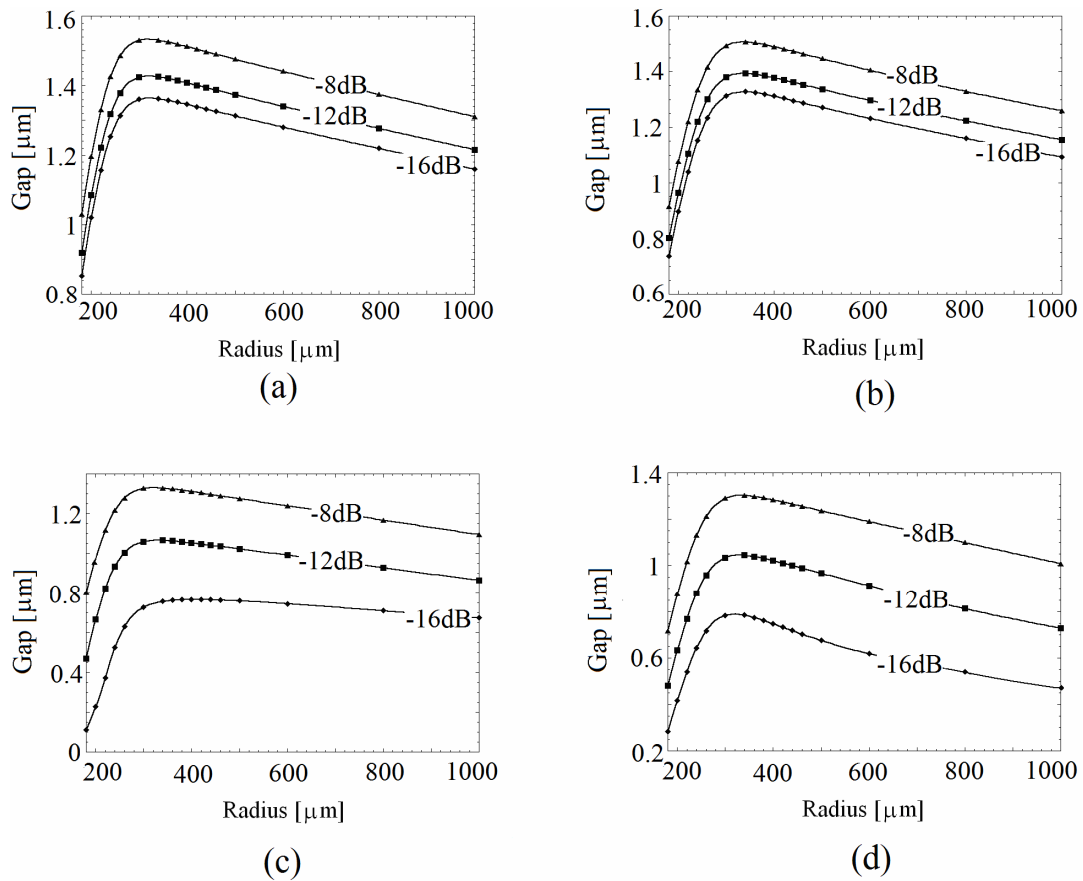 1.6
1.4
1.2
1
0.8
Gap [μm]
-8dB
-12dB
-16dB
200 400 600 800 1000
Radius [μm]
(a)
1.6
1.4
1.2
1
0.8
0.6
Gap [μm]
-8dB
-12dB
-16dB
200 400 600 800 1000
Radius [μm]
(b)
1.2
0.8
0.4
0
Gap [μm]
-8dB
-12dB
-16dB
200 400 600 800 1000
Radius [μm]
(c)
1.4
1
0.6
0.2
Gap [μm]
-8dB
-12dB
-16dB
200 400 600 800 1000
Radius [μm]
(d)